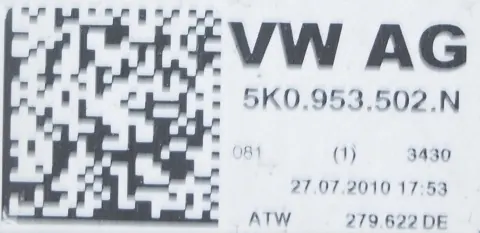 VW AG
5K0.953.502.N
081 (1) 3430
27.07.2010 17:53
ATW 279.622 DE